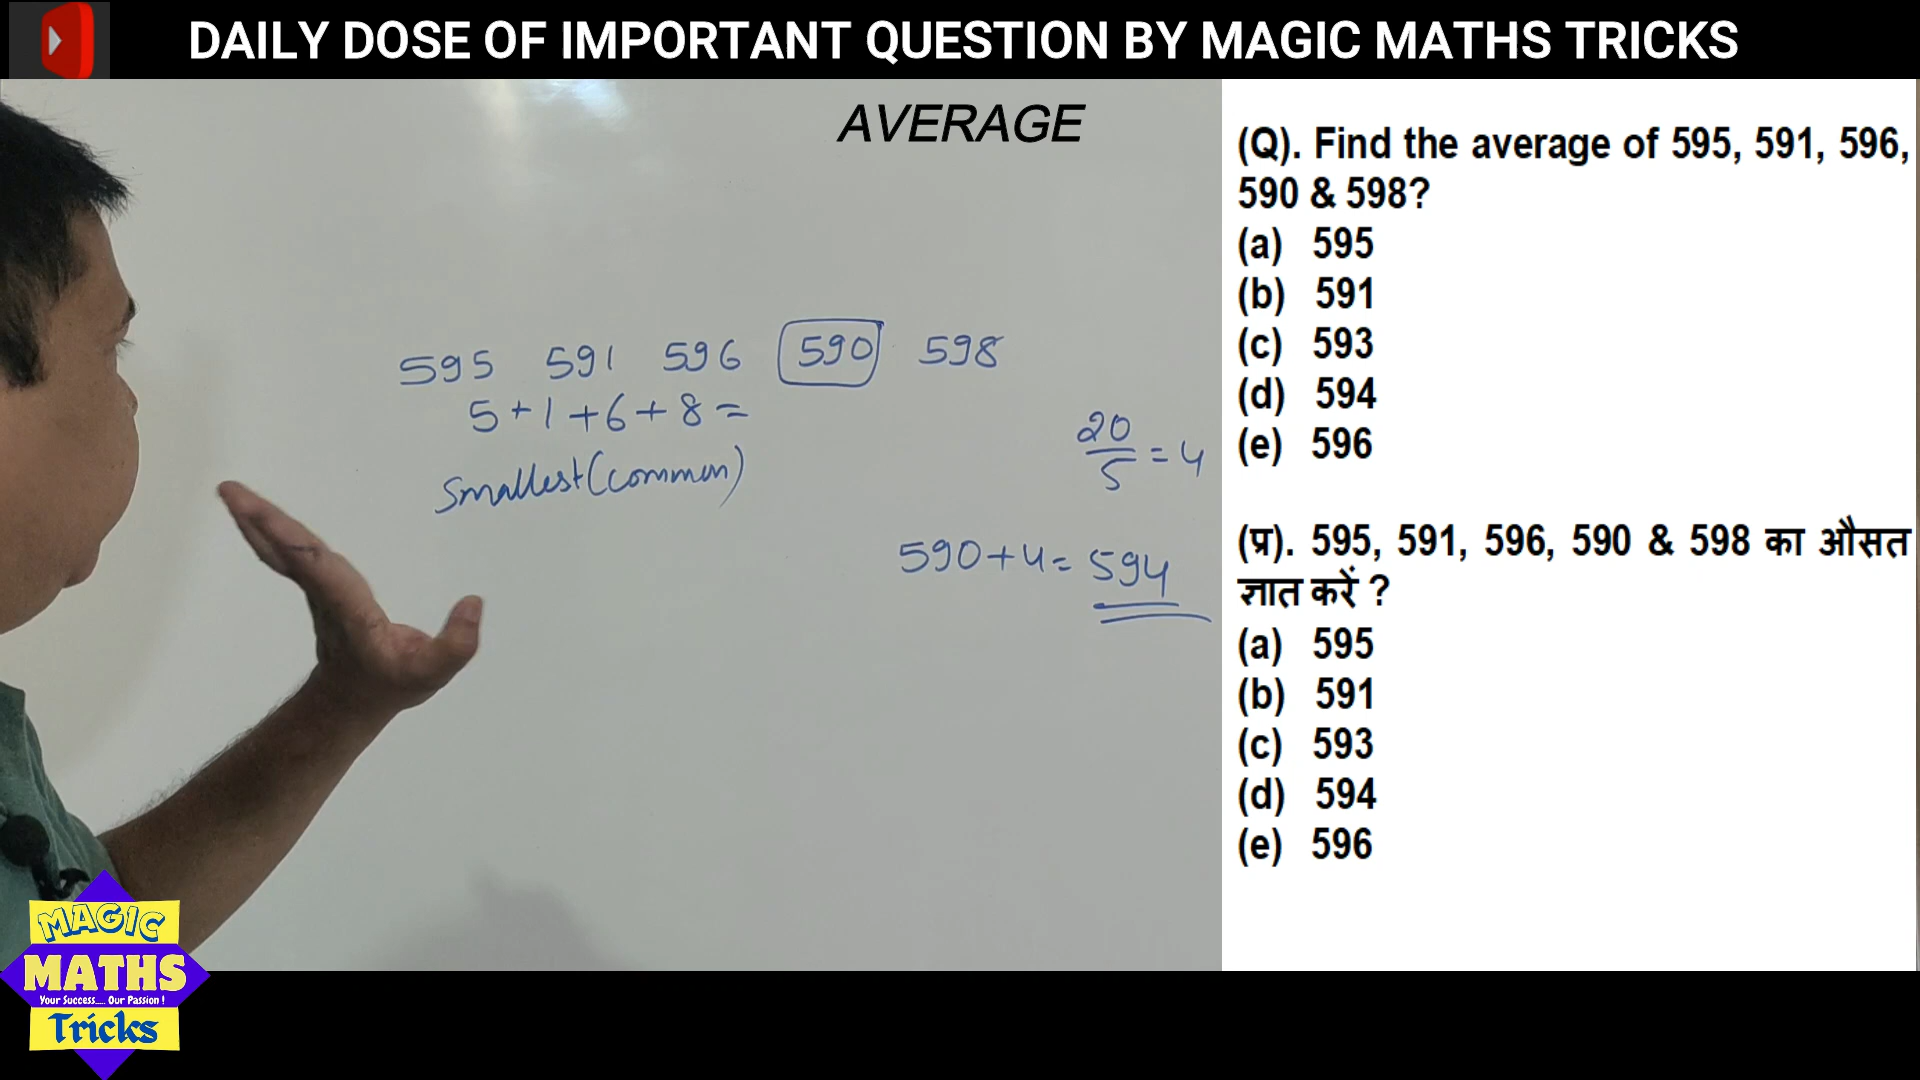 DAILY DOSE OF IMPORTANT QUESTION BY MAGIC MATHS TRICKS
AVERAGE
595 591 596 590 598
5+1+6+8=
Smallest(common)
20
5
=4
590+4=594
(Q). Find the average of 595, 591, 596,
590 & 598?
(a) 595
(b) 591
(c) 593
(d) 594
(e) 596
(प्र). 595, 591, 596, 590 & 598 का औसत
ज्ञात करें ?
(a) 595
(b) 591
(c) 593
(d) 594
(e) 596
MAGIC
MATHS
Your Success.... Our Passion !
Tricks